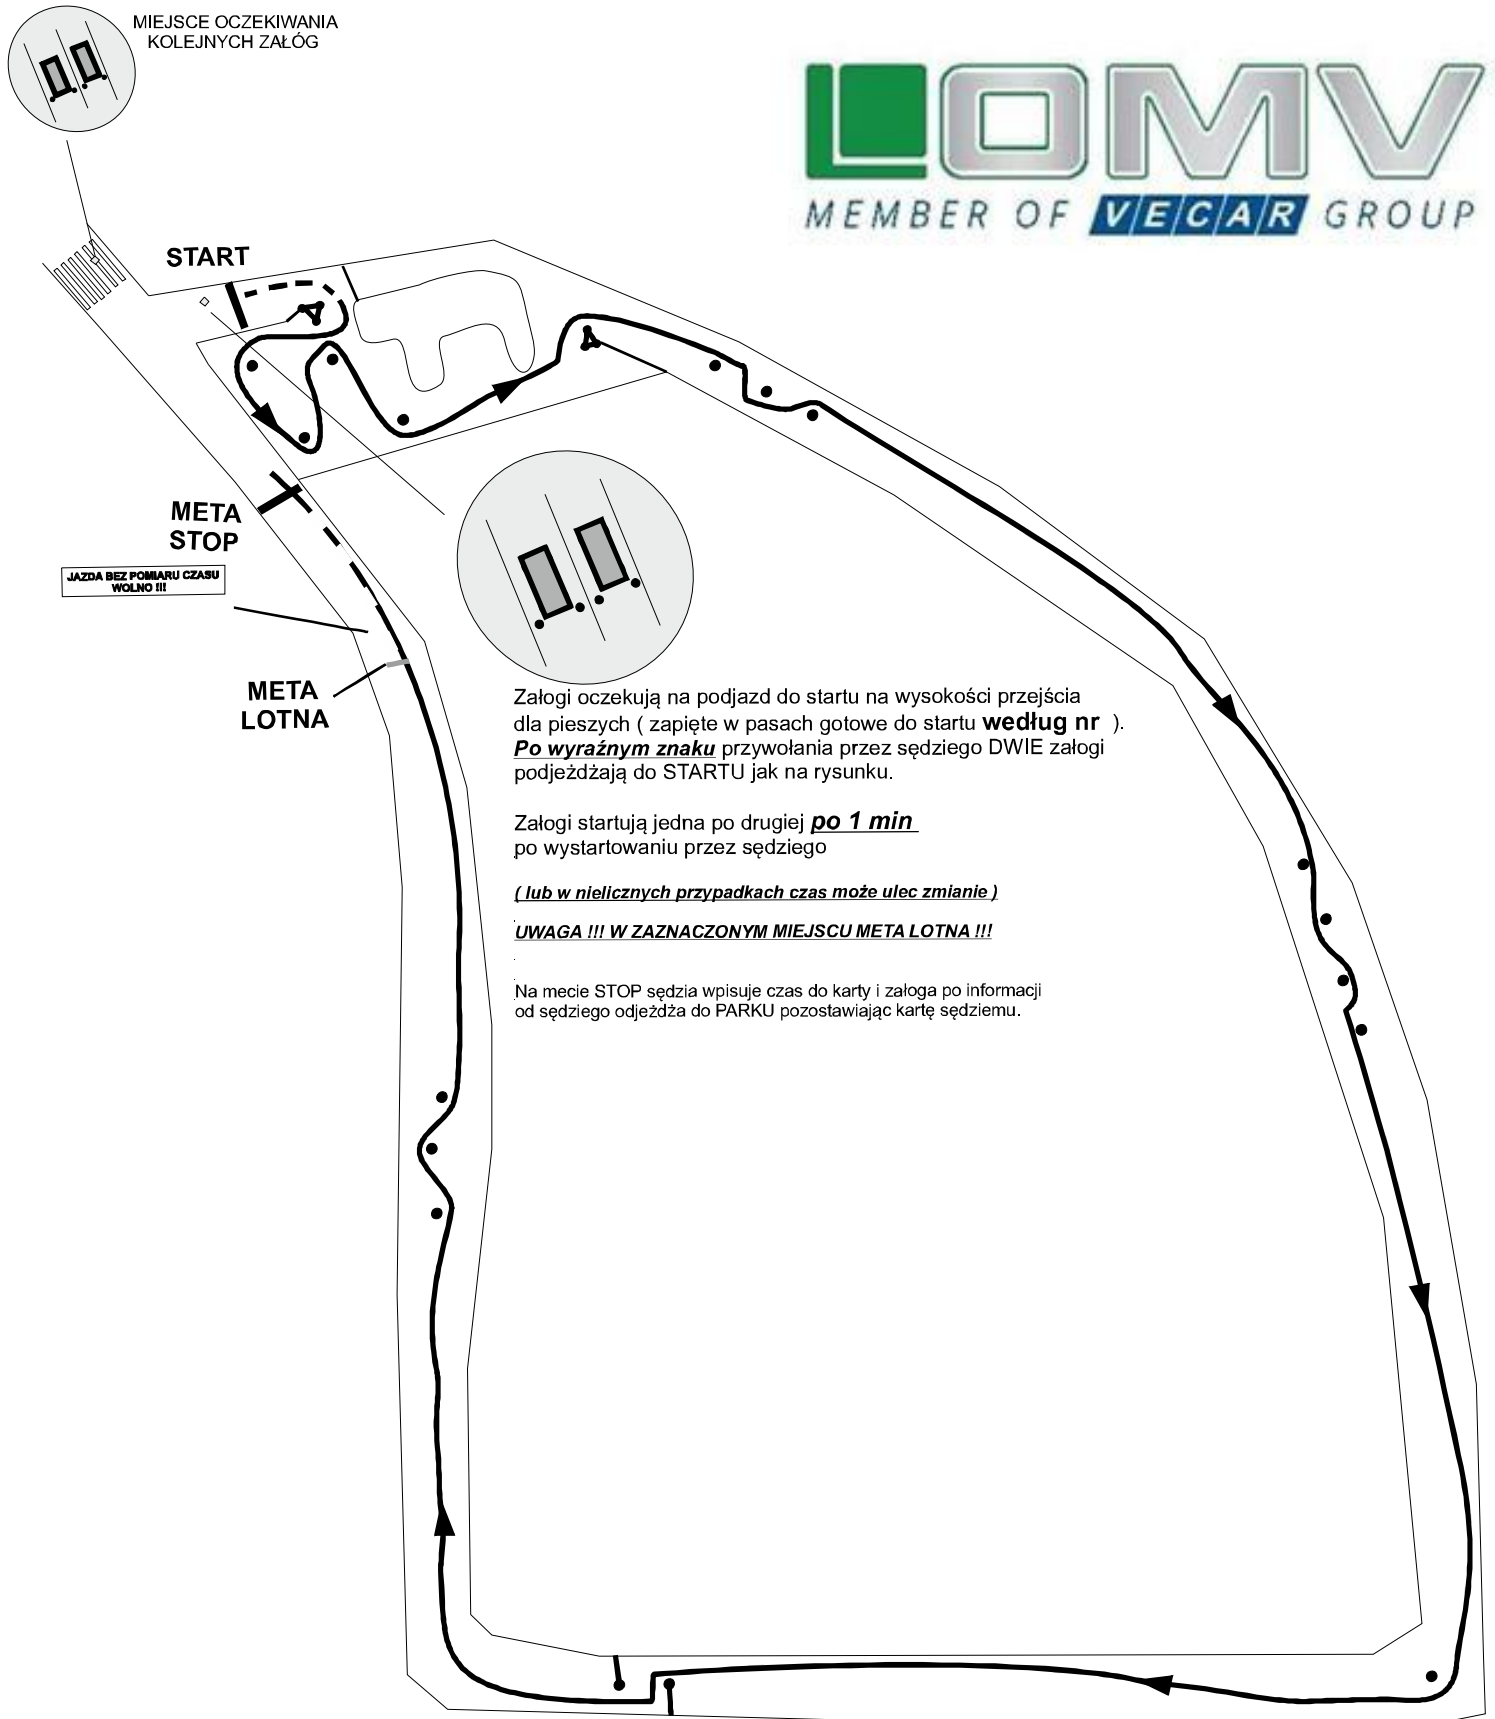 MIEJSCE OCZEKIWANIA
KOLEJNYCH ZAŁÓG
LOMV
MEMBER OF VECAR GROUP
START
META
STOP
JAZDA BEZ POMIARU CZASU
WOLNO !!!
META
LOTNA
Załogi oczekują na podjazd do startu na wysokości przejścia
dla pieszych ( zapięte w pasach gotowe do startu według nr ).
Po wyraźnym znaku przywołania przez sędziego DWIE załogi
podjeżdżają do STARTU jak na rysunku.
Załogi startują jedna po drugiej po 1 min
po wystartowaniu przez sędziego
( lub w nielicznych przypadkach czas może ulec zmianie )
UWAGA !!! W ZAZNACZONYM MIEJSCU META LOTNA !!!
Na mecie STOP sędzia wpisuje czas do karty i załoga po informacji
od sędziego odjeżdża do PARKU pozostawiając kartę sędziemu.